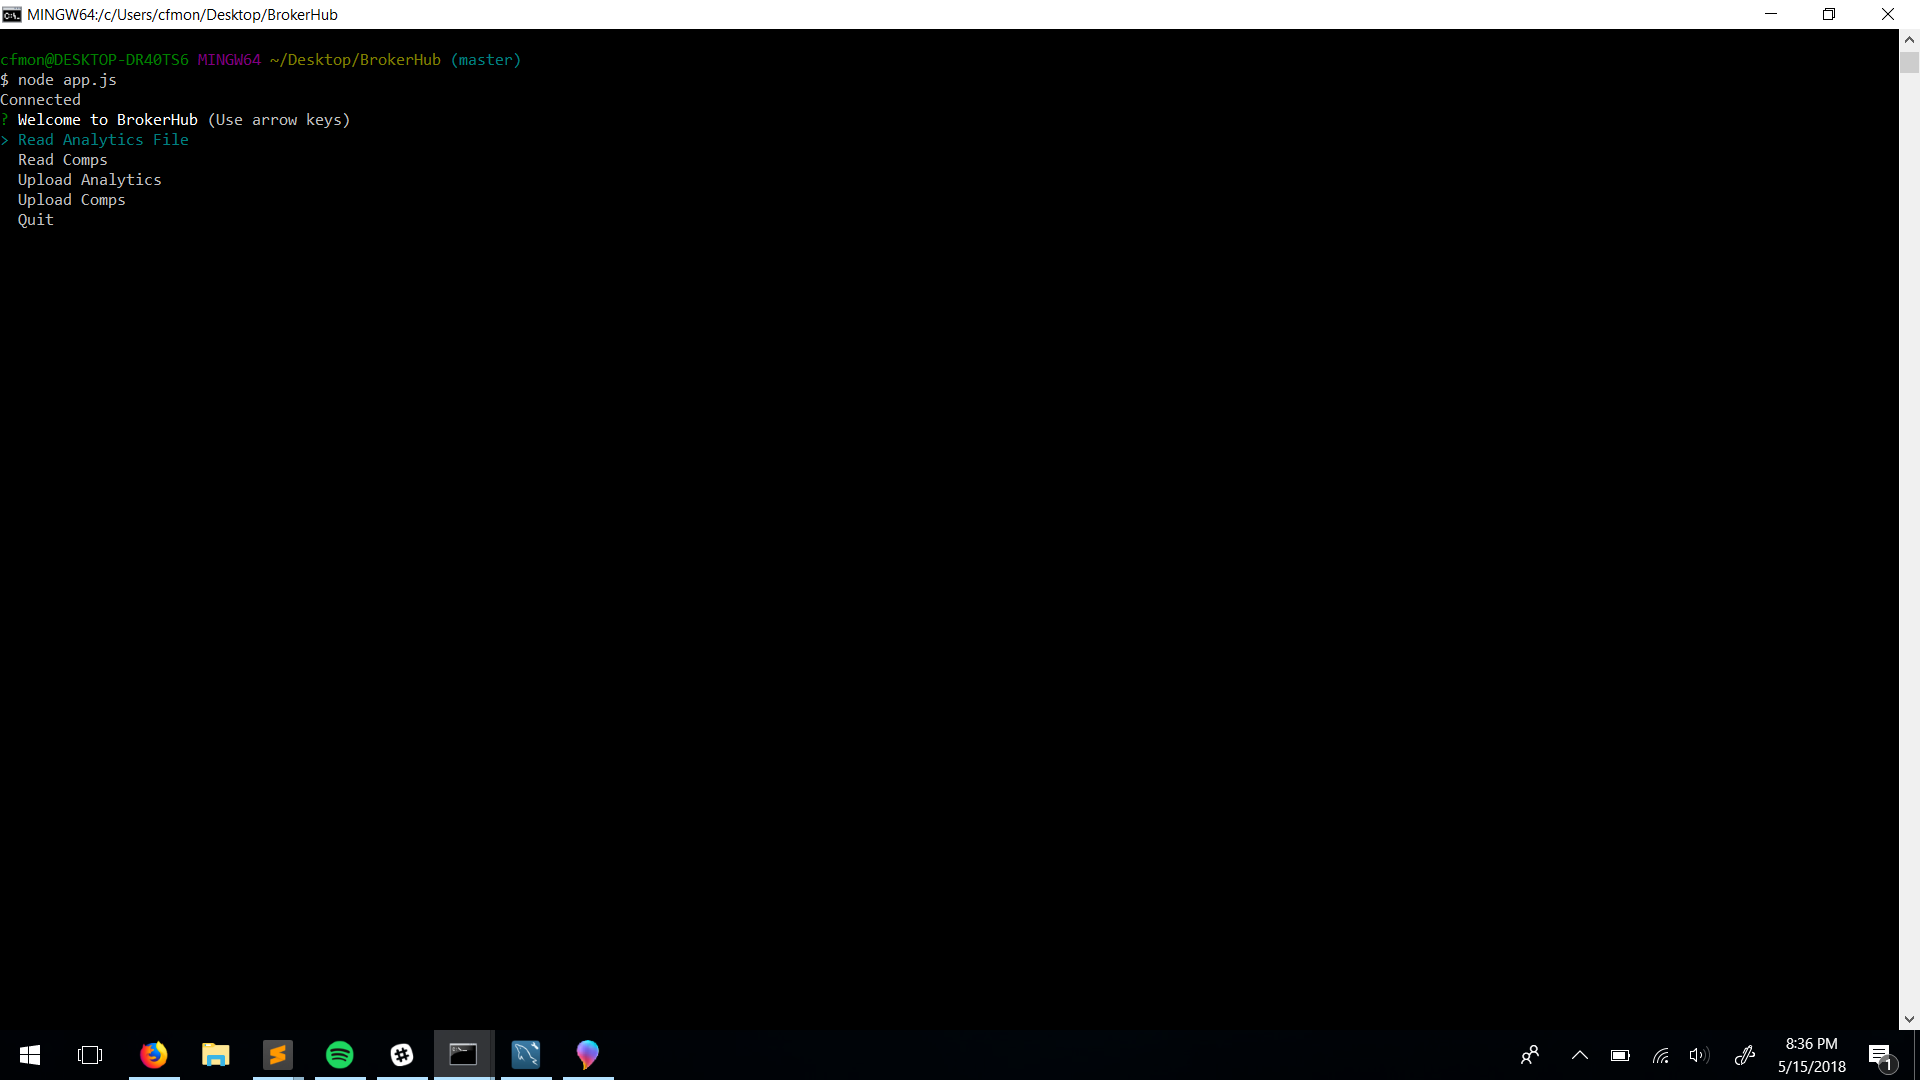 MINGW64:/c/Users/cfmon/Desktop/BrokerHub
cfmon@DESKTOP-DR40TS6 MINGW64 ~/Desktop/BrokerHub (master)
$ node app.js
Connected
? Welcome to BrokerHub (Use arrow keys)
> Read Analytics File
Read Comps
Upload Analytics
Upload Comps
Quit
8:36 PM
5/15/2018
1